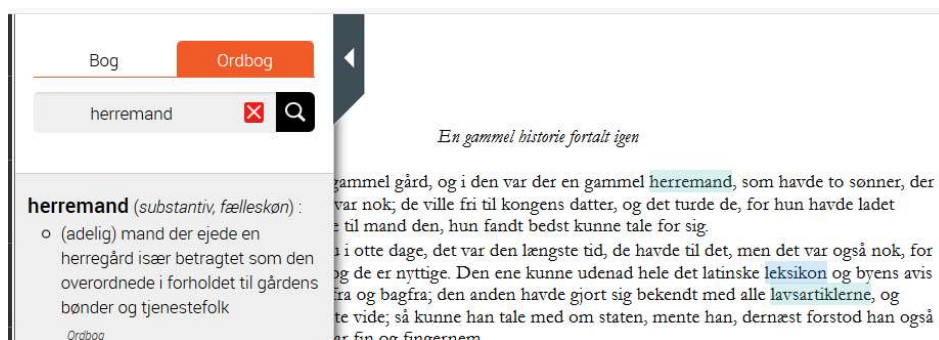 Bog
Ordbog
herremand
herremand (substantiv, fælleskøn) :
(adelig) mand der ejede en
herregård især betragtet som den
overordnede i forholdet til gårdens
bønder og tjenestefolk
Ordbog
En gammel historie fortalt igen
gammel gård, og i den var der en gammel herremand, som havde to sønner, der
var nok; de ville fri til kongens datter, og det turde de, for hun havde ladet
til mand den, hun fandt bedst kunne tale for sig.
i otte dage, det var den længste tid, de havde til det, men det var også nok, for
og de er nyttige. Den ene kunne udenad hele det latinske leksikon og byens avis
fra og bagfra; den anden havde gjort sig bekendt med alle lavsartiklerne, og
te vide; så kunne han tale med om staten, mente han, dernæst forstod han også
ar fin og fingernem